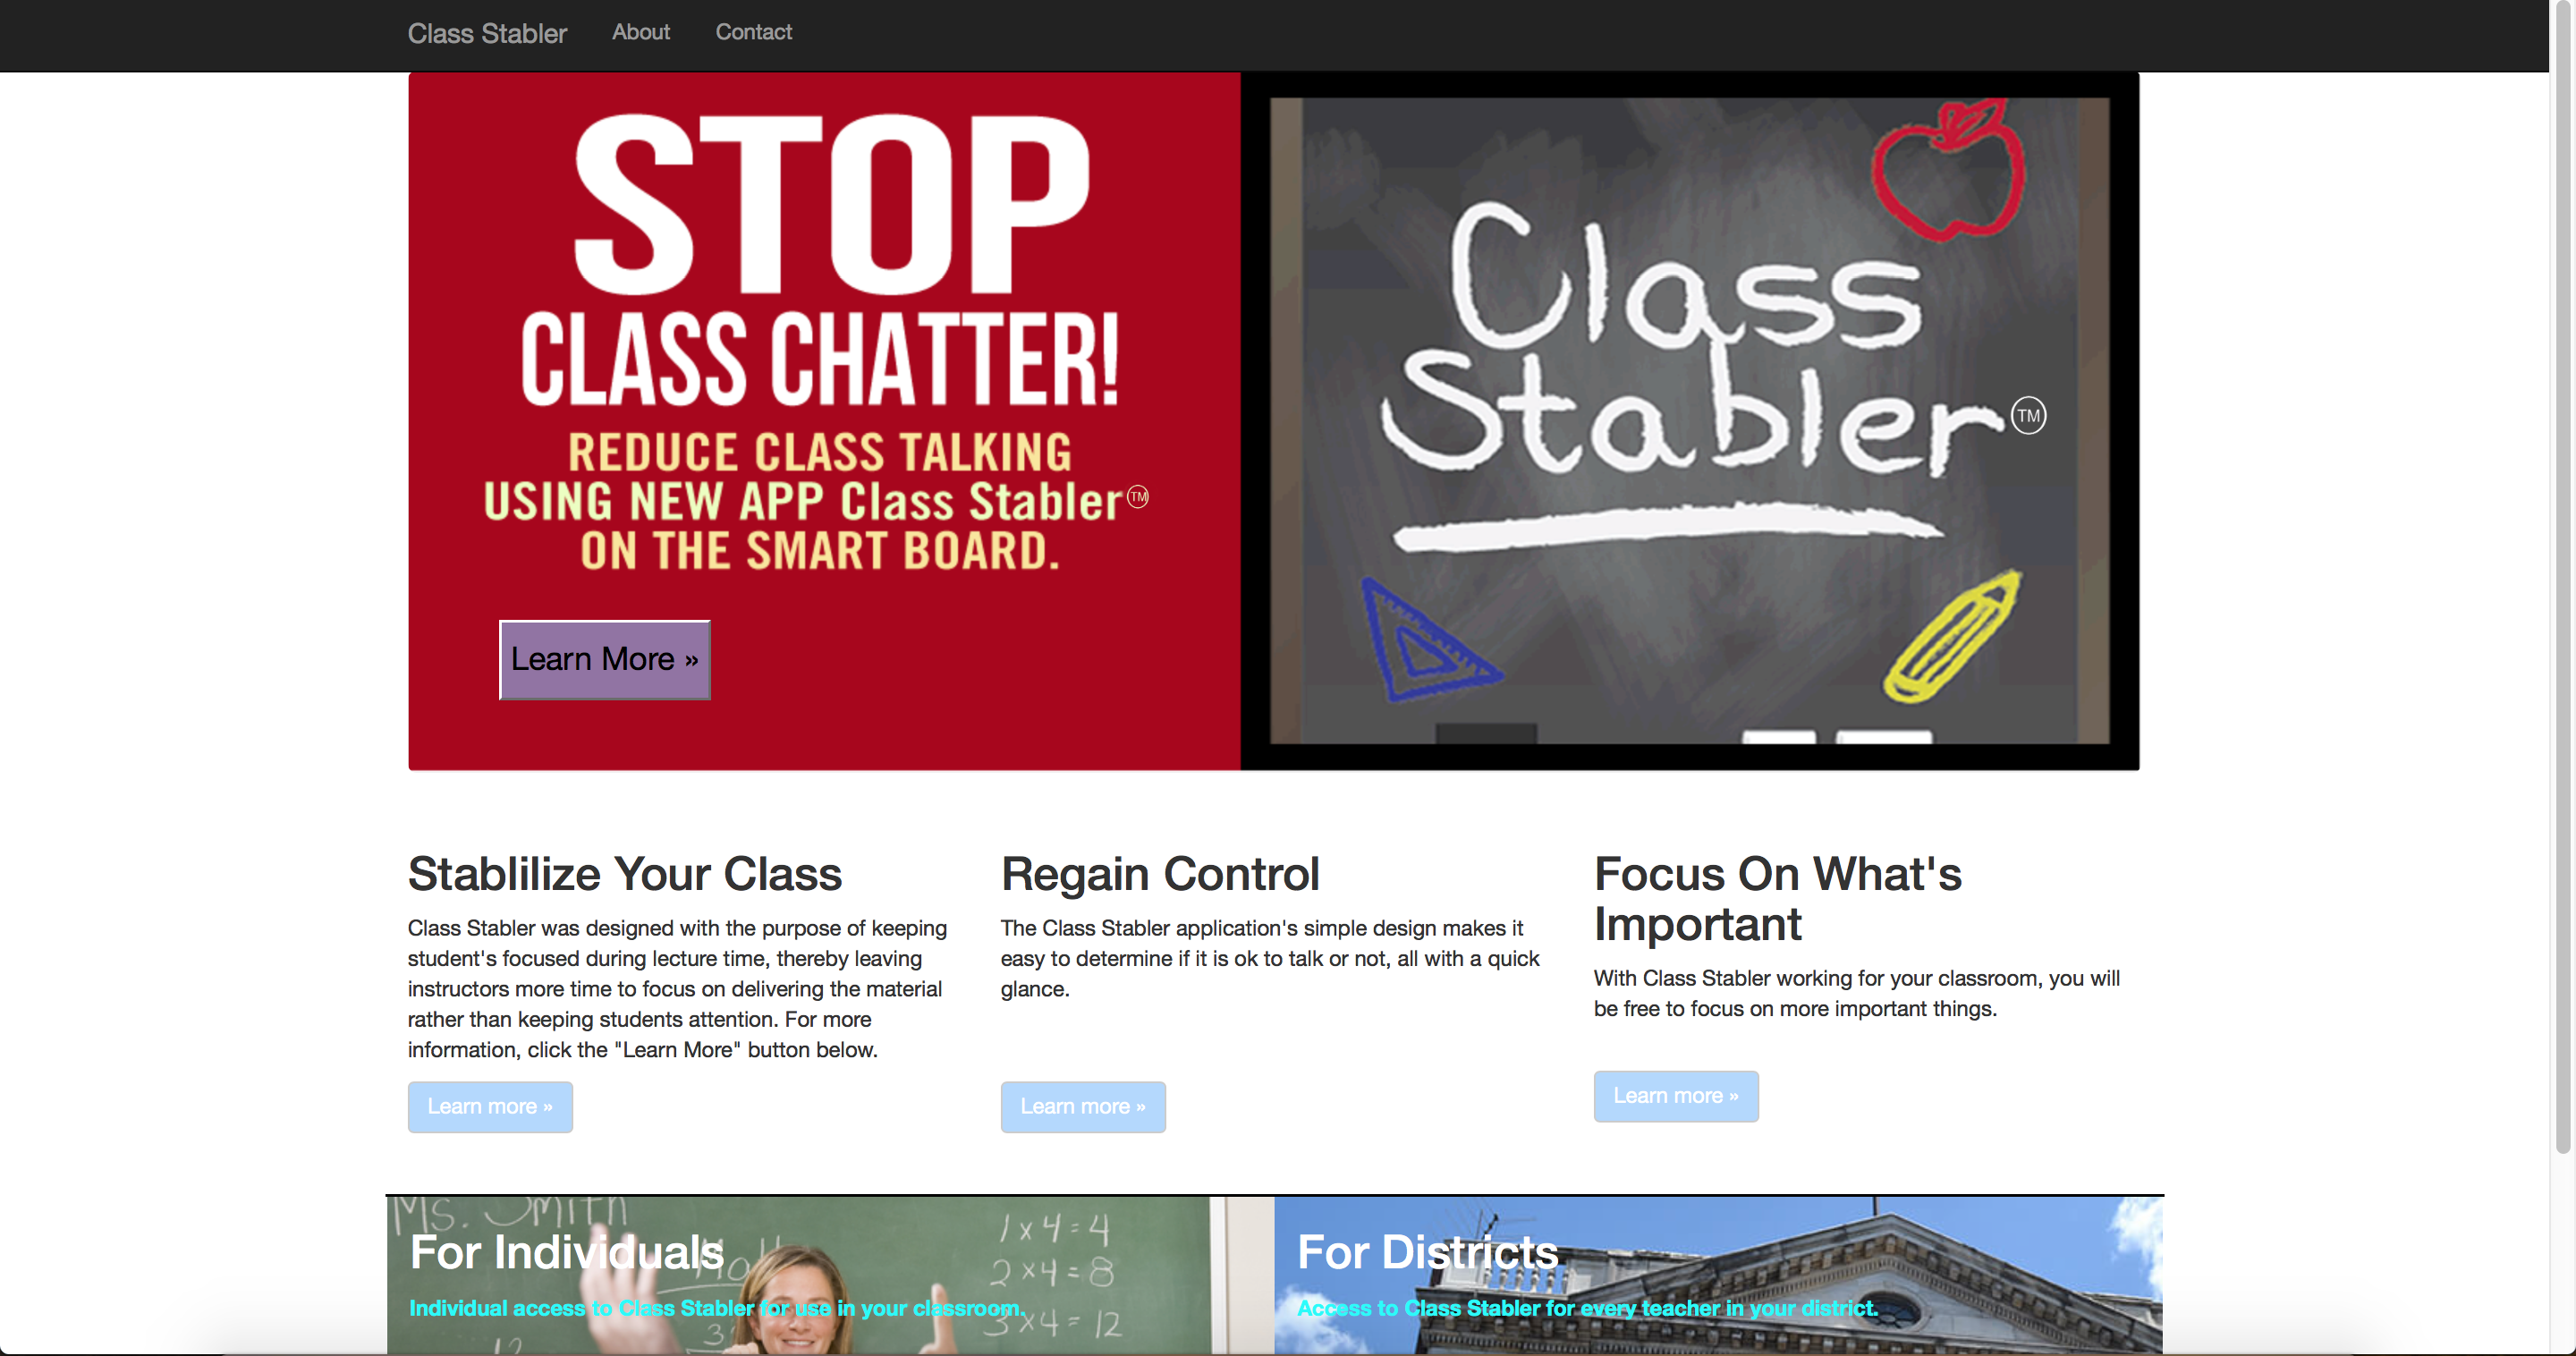 Class Stabler About Contact
STOP
CLASS CHATTER!
REDUCE CLASS TALKING
USING NEW APP Class Stabler TM
ON THE SMART BOARD.
Learn More »
Class
Stabler TM
Stablilize Your Class
Class Stabler was designed with the purpose of keeping
student's focused during lecture time, thereby leaving
instructors more time to focus on delivering the material
rather than keeping students attention. For more
information, click the "Learn More" button below.
Learn more »
Regain Control
The Class Stabler application's simple design makes it
easy to determine if it is ok to talk or not, all with a quick
glance.
Learn more »
Focus On What's
Important
With Class Stabler working for your classroom, you will
be free to focus on more important things.
Learn more »
Ms. Smith
For Individuals
Individual access to Class Stabler for use in your classroom.
1 x 4 = 4
2 x 4 = 8
3 x 4 = 12
For Districts
Access to Class Stabler for every teacher in your district.